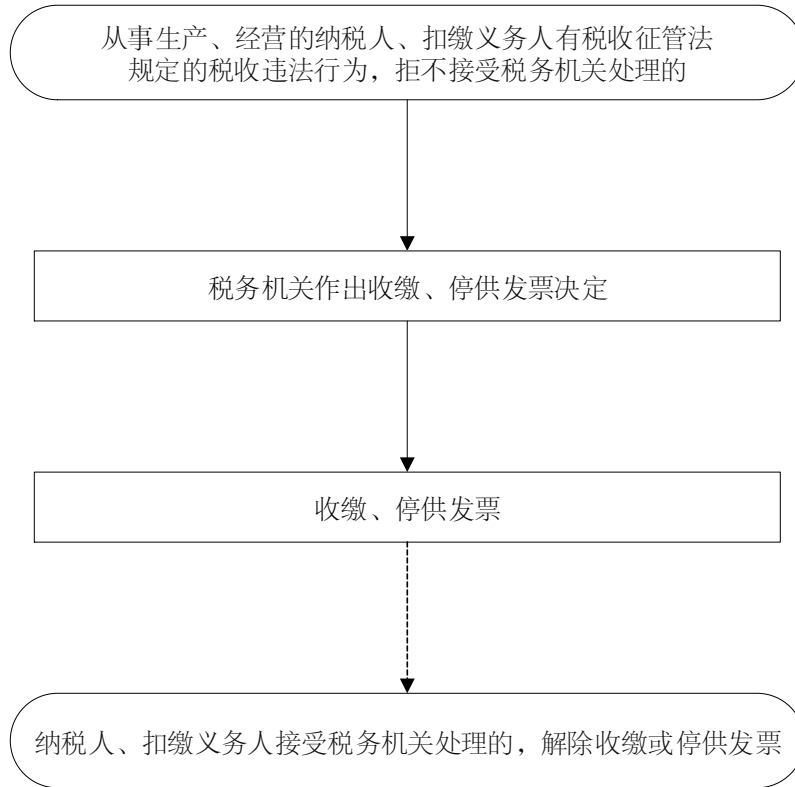 从事生产、经营的纳税人、扣缴义务人有税收征管法
规定的税收违法行为，拒不接受税务机关处理的
税务机关作出收缴、停供发票决定
收缴、停供发票
纳税人、扣缴义务人接受税务机关处理的，解除收缴或停供发票